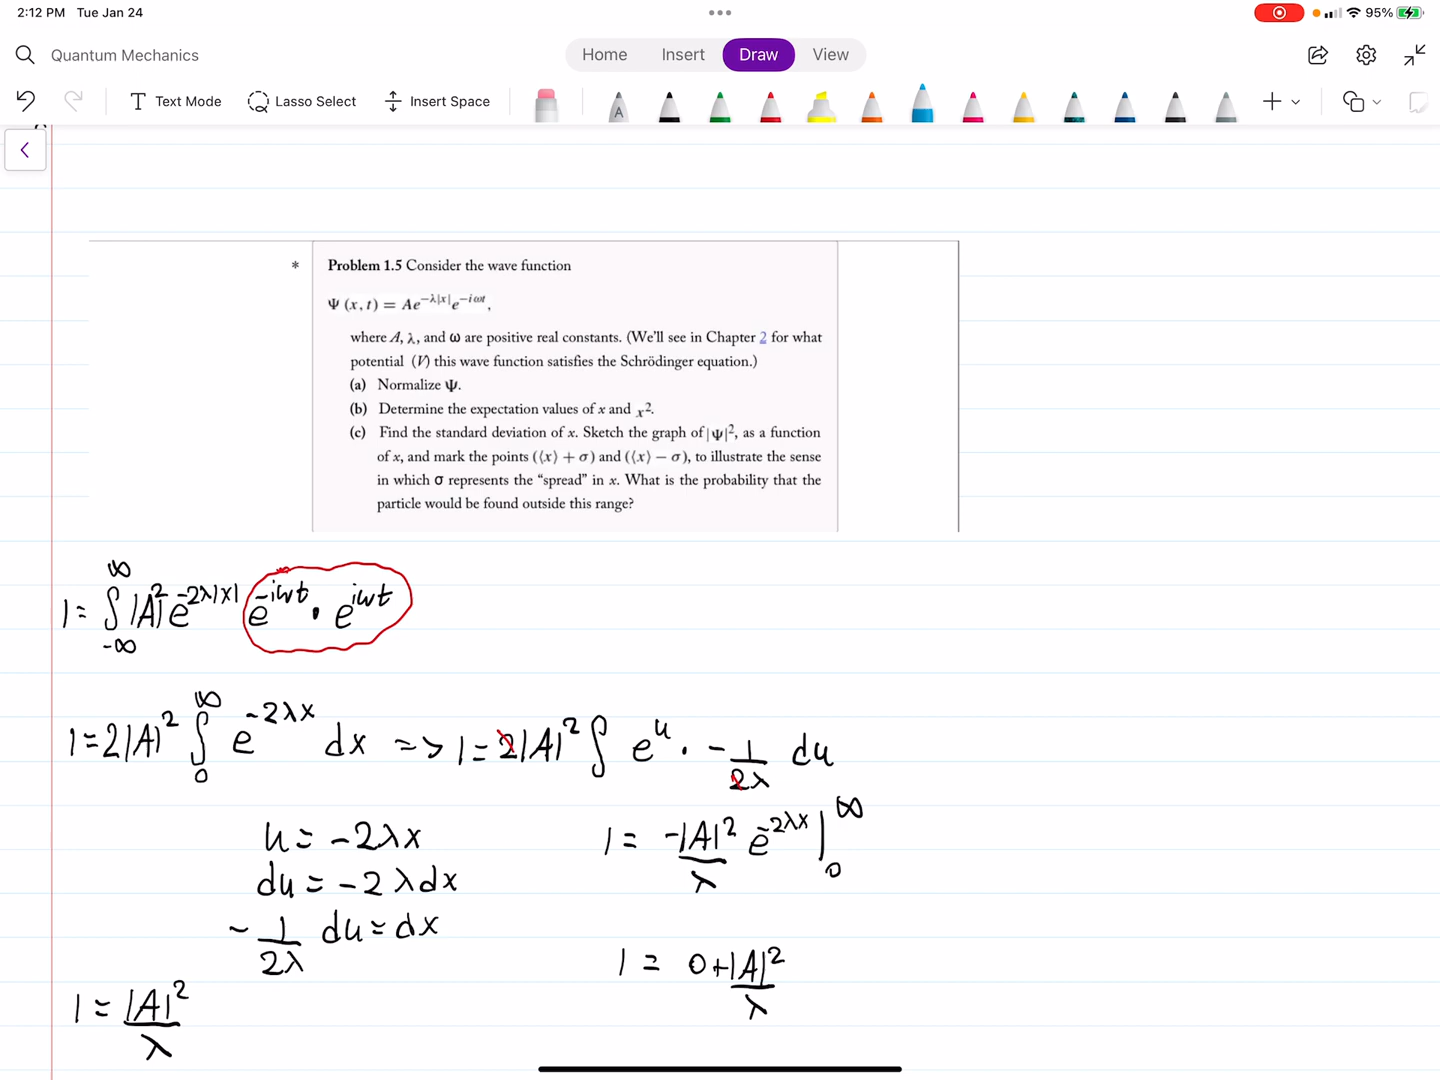 2:12 PM Tue Jan 24
95%
Quantum Mechanics
Home Insert Draw View
Text Mode Lasso Select Insert Space
A
* Problem 1.5 Consider the wave function
Ψ (x, t) = Ae^{−λ|x|}e^{−iωt},
where A, λ, and ω are positive real constants. (We'll see in Chapter 2 for what
potential (V) this wave function satisfies the Schrödinger equation.)
(a) Normalize Ψ.
(b) Determine the expectation values of x and x².
(c) Find the standard deviation of x. Sketch the graph of |Ψ|², as a function
of x, and mark the points (⟨x⟩ + σ) and (⟨x⟩ − σ), to illustrate the sense
in which σ represents the “spread” in x. What is the probability that the
particle would be found outside this range?
1 = ∫_{-∞}^{∞} |A|² e^{-2λ|x|} e^{-iωt} · e^{iωt}
1 = 2|A|² ∫_0^∞ e^{-2λx} dx => 1 = 2|A|² ∫ e^u · -1/2λ du
u = -2λx
du = -2λdx
-1/2λ du = dx
1 = |A|²/λ
1 = -|A|²/λ e^{-2λx} |_0^∞
1 = 0 + |A|²/λ